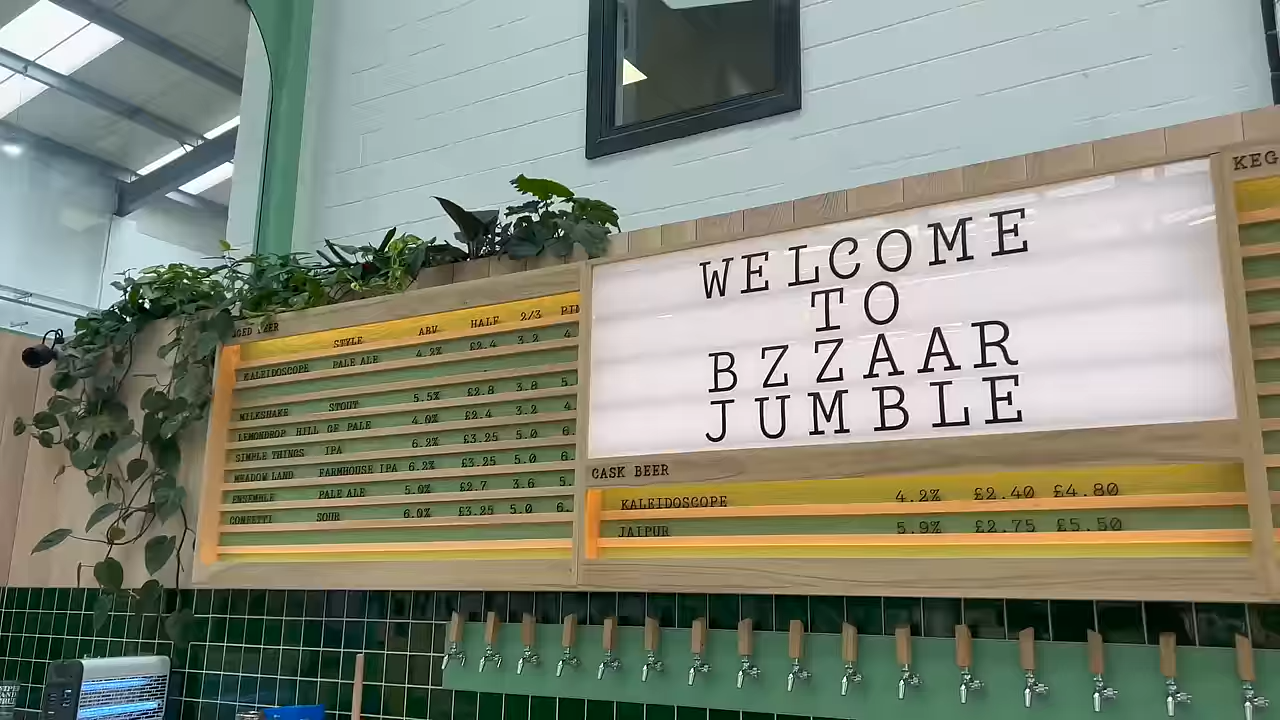 STYLE ABV HALF 2/3
KALEIDOSCOPE PALE ALE 4.2% £2.4 3.2 4
MILKSHAKE STOUT 5.5% £2.8 3.8 5.
LEMONDROP HILL GF PALE 4.0% £2.4 3.2 4
SIMPLE THINGS IPA 6.2% £3.25 5.0 6.
MEADOW LAND FARMHOUSE IPA 6.2% £3.25 5.0 6.
ENSEMBLE PALE ALE 5.0% £2.7 3.6 5.
CONFETTI SOUR 6.0% £3.25 5.0 6.
WELCOME
TO
BZZAAR
JUMBLE
CASK BEER
KALEIDOSCOPE 4.2% £2.40 £4.80
JAIPUR 5.9% £2.75 £5.50
KEG